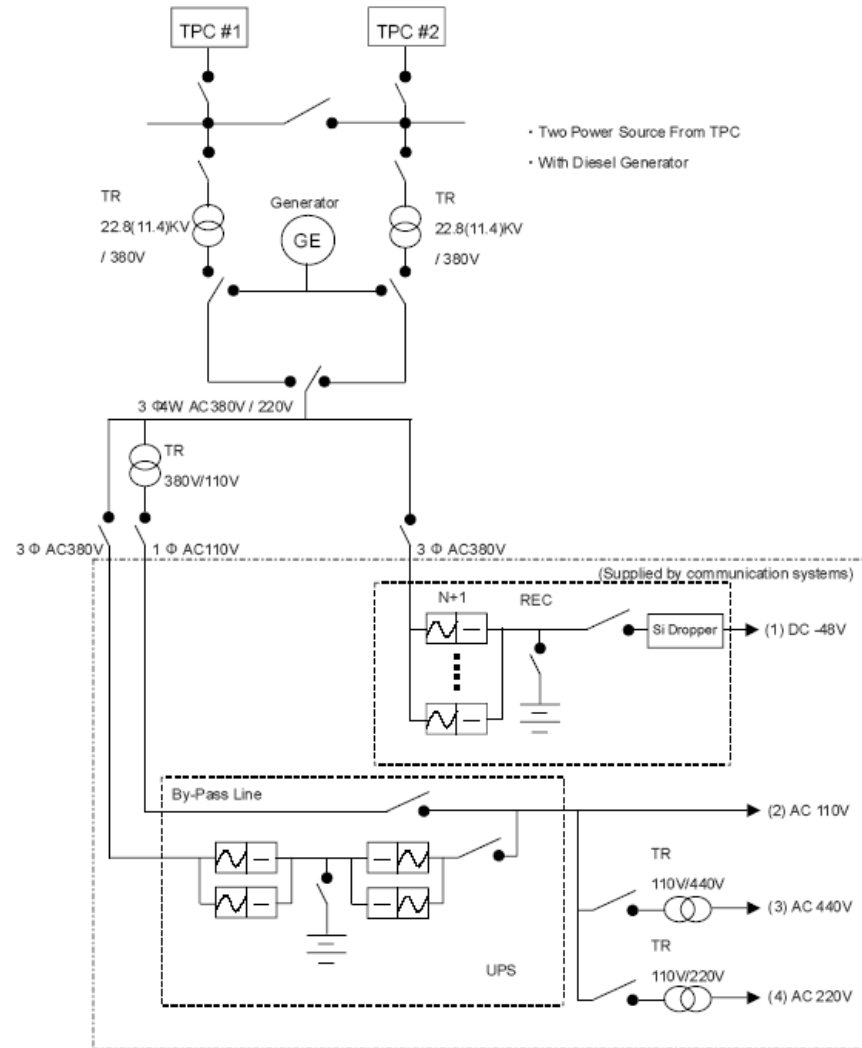 TPC #1
TPC #2
· Two Power Source From TPC
· With Diesel Generator
TR
22.8(11.4)KV
/ 380V
Generator
GE
TR
22.8(11.4)KV
/ 380V
3 Φ4W AC380V / 220V
TR
380V/110V
3 Φ AC380V
1 Φ AC110V
3 Φ AC380V
(Supplied by communication systems)
N+1
REC
Si Dropper
(1) DC -48V
By-Pass Line
(2) AC 110V
TR
110V/440V
(3) AC 440V
TR
110V/220V
(4) AC 220V
UPS